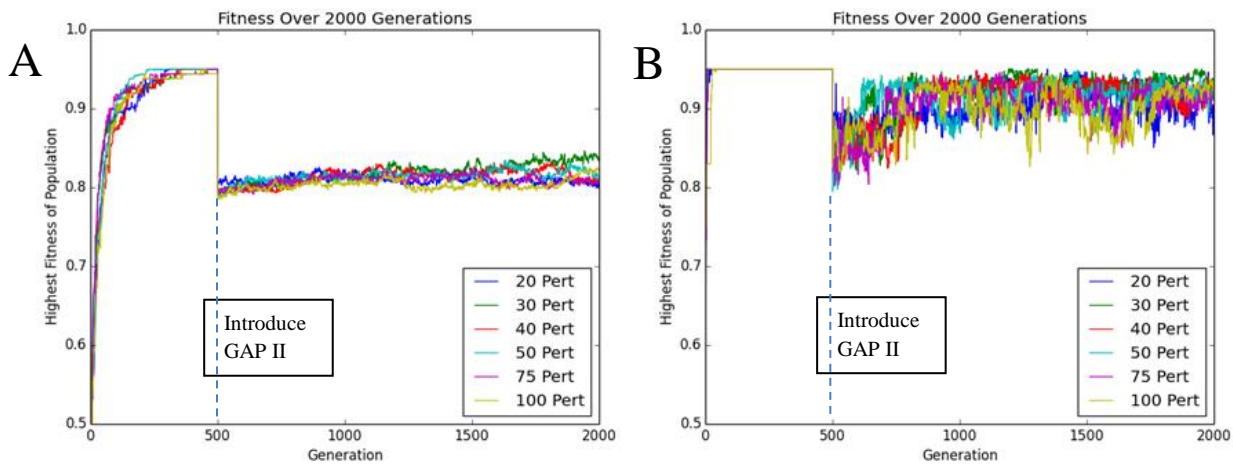 A
Fitness Over 2000 Generations
Highest Fitness of Population
1.0
0.9
0.8
0.7
0.6
0.5
0
500
1000
1500
2000
Generation
Introduce
GAP II
20 Pert
30 Pert
40 Pert
50 Pert
75 Pert
100 Pert
B
Fitness Over 2000 Generations
Highest Fitness of Population
1.0
0.9
0.8
0.7
0.6
0.5
0
500
1000
1500
2000
Generation
Introduce
GAP II
20 Pert
30 Pert
40 Pert
50 Pert
75 Pert
100 Pert